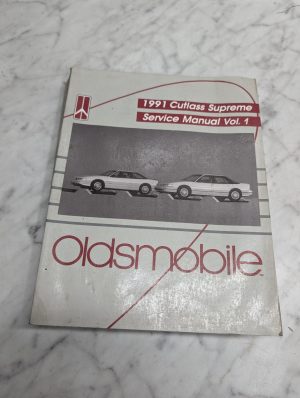 1991 Cutlass Supreme
Service Manual Vol. 1
Oldsmobile